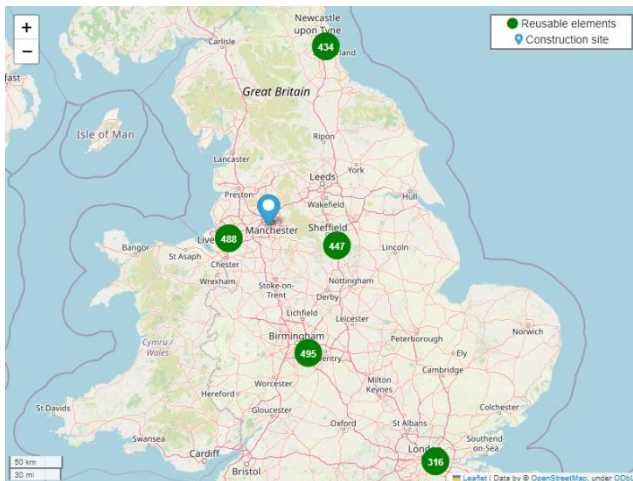 +
−
Reusable elements
Construction site
Newcastle
upon Tyne
434
Carlisle
Great Britain
Isle of Man
Ripon
Lancaster
York
Leeds
Preston
Wakefield
Hull
Manchester
Sheffield
488
447
Bangor
Chester
Lincoln
St Asaph
Wrexham
Stoke-on-
Trent
Nottingham
Derby
Lichfield
Leicester
Peterborough
Norwich
Birmingham
495
Cymru /
Wales
Ely
Worcester
Cambridge
Milton
Keynes
Hereford
Gloucester
Colchester
St Davids
Oxford
St Albans
Swansea
Southend-
on-Sea
Cardiff
Bristol
316
50 km
30 mi
Leaflet | Data by © OpenStreetMap, under ODbL